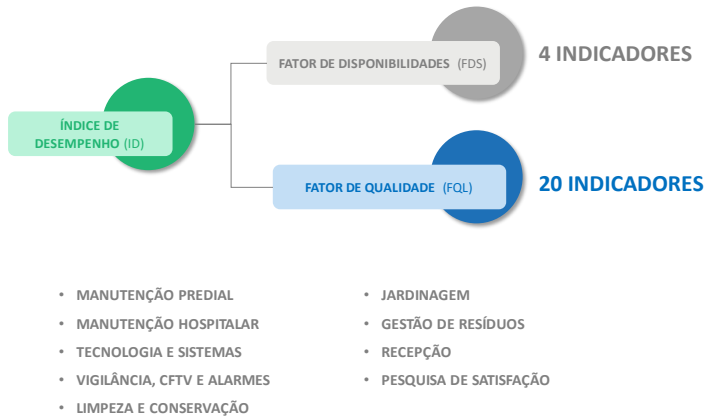 FATOR DE DISPONIBILIDADES (FDS)
4 INDICADORES
ÍNDICE DE
DESEMPENHO (ID)
FATOR DE QUALIDADE (FQL)
20 INDICADORES
• MANUTENÇÃO PREDIAL
• MANUTENÇÃO HOSPITALAR
• TECNOLOGIA E SISTEMAS
• VIGILÂNCIA, CFTV E ALARMES
• LIMPEZA E CONSERVAÇÃO
• JARDINAGEM
• GESTÃO DE RESÍDUOS
• RECEPÇÃO
• PESQUISA DE SATISFAÇÃO